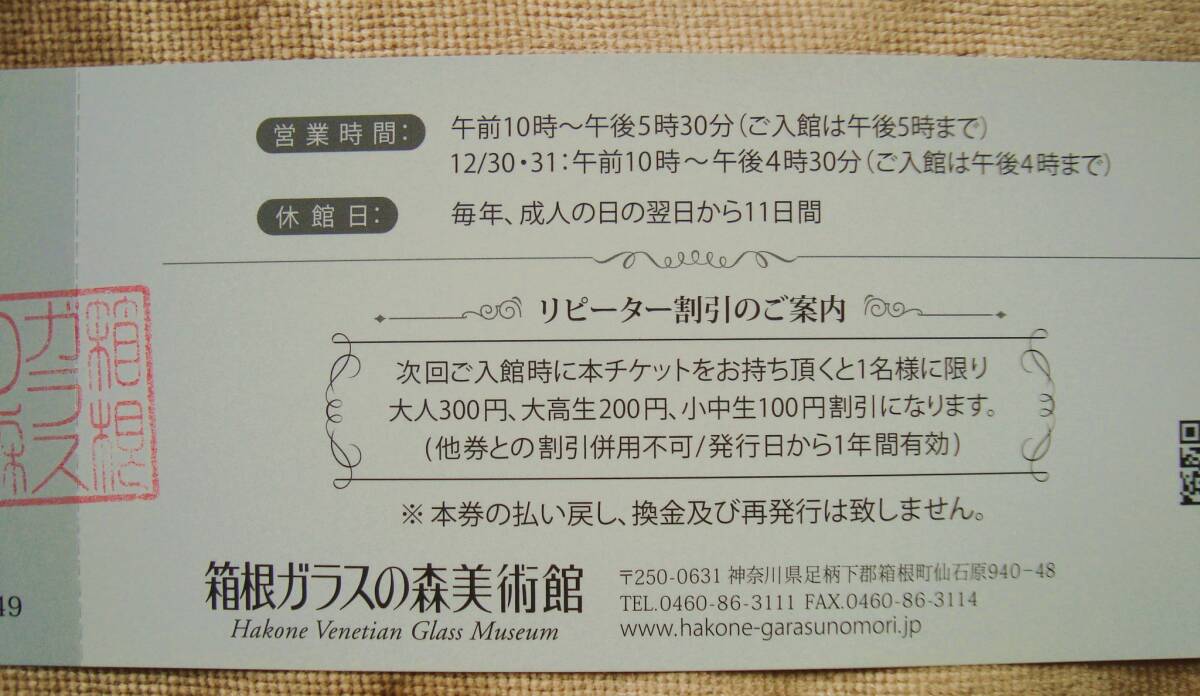 営業時間: 午前10時～午後5時30分(ご入館は午後5時まで)
12/30・31:午前10時～午後4時30分(ご入館は午後4時まで)
休館日: 毎年、成人の日の翌日から11日間
リピーター割引のご案内
次回ご入館時に本チケットをお持ち頂くと1名様に限り
大人300円、大高生200円、小中生100円割引になります。
(他券との割引併用不可/発行日から1年間有効)
※本券の払い戻し、換金及び再発行は致しません。
箱根ガラスの森美術館
Hakone Venetian Glass Museum
〒250-0631 神奈川県足柄下郡箱根町仙石原940-48
TEL.0460-86-3111 FAX.0460-86-3114
www.hakone-garasunomori.jp
箱根
ガラス
49